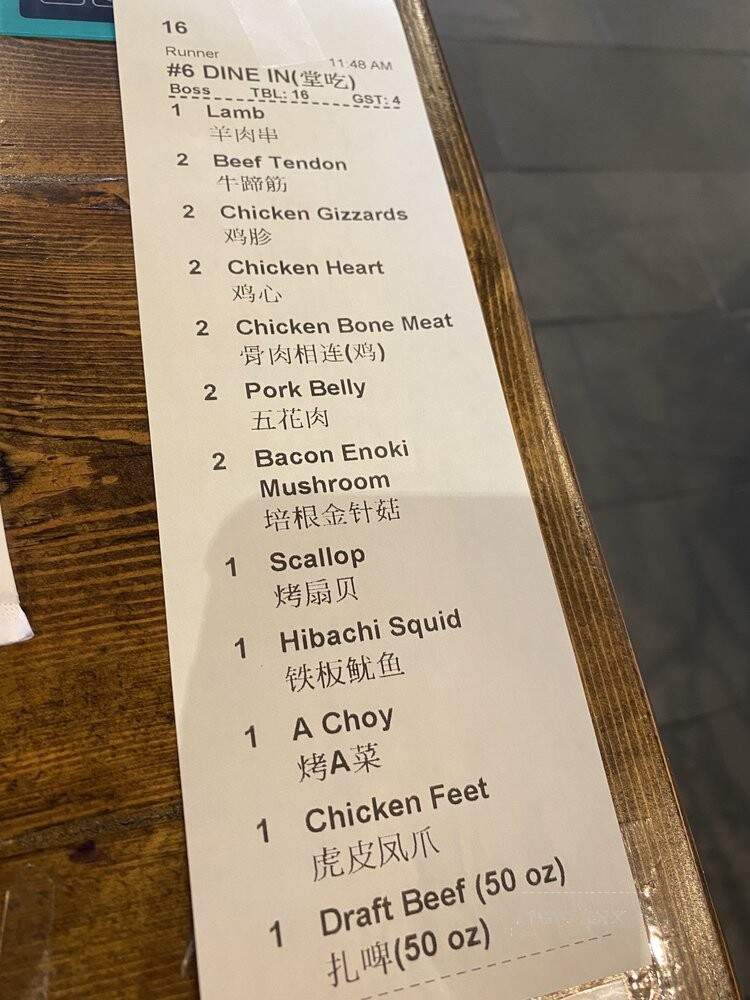 16
Runner 11:48 AM
#6 DINE IN(堂吃)
Boss TBL: 16 GST: 4
1 Lamb
羊肉串
2 Beef Tendon
牛蹄筋
2 Chicken Gizzards
鸡胗
2 Chicken Heart
鸡心
2 Chicken Bone Meat
骨肉相连(鸡)
2 Pork Belly
五花肉
2 Bacon Enoki
Mushroom
培根金针菇
1 Scallop
烤扇贝
1 Hibachi Squid
铁板鱿鱼
1 A Choy
烤A菜
1 Chicken Feet
虎皮凤爪
1 Draft Beef (50 oz)
扎啤(50 oz)